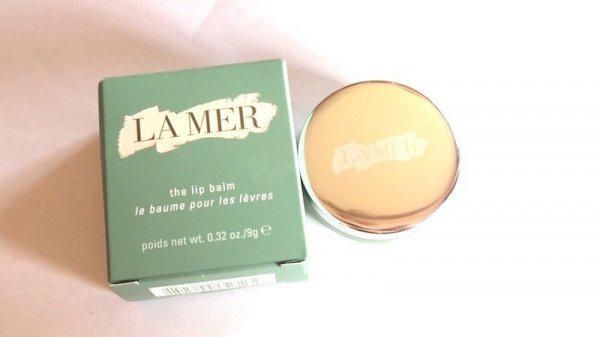 LA MER
the lip balm
le baume pour les lèvres
poids net wt. 0.32 oz./9g ℮
LA MER